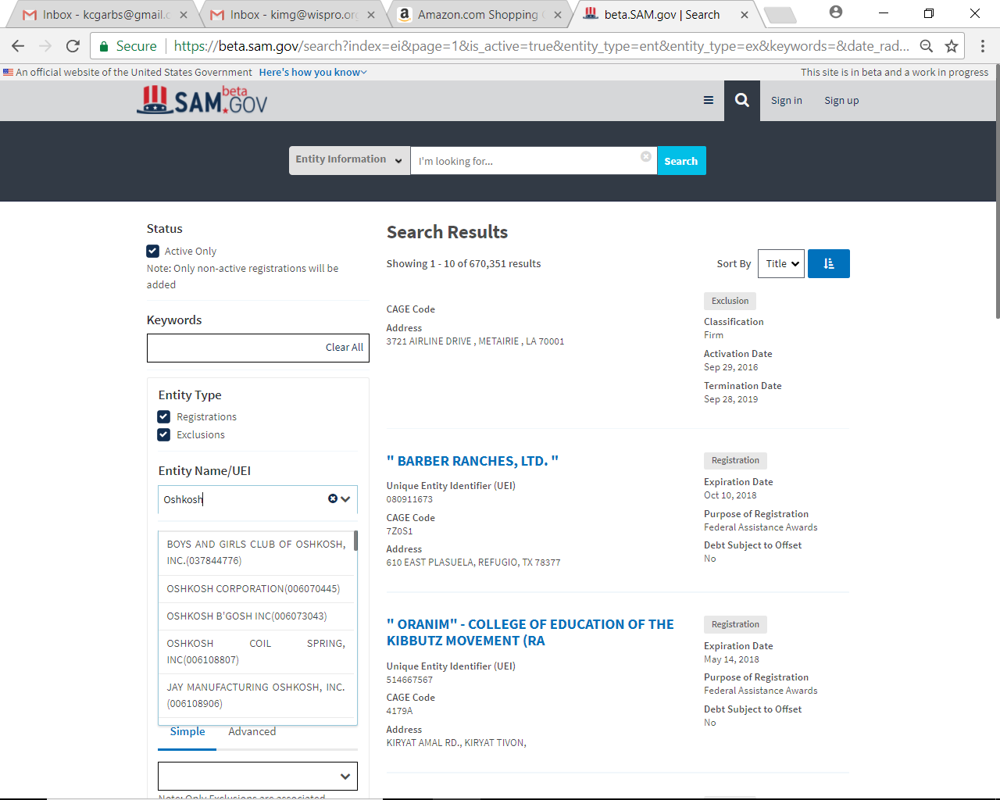 Inbox - kcgarbs@gmail.c
Inbox - kimg@wispro.org
Amazon.com Shopping
beta.SAM.gov | Search
Secure
https://beta.sam.gov/search?index=ei&page=1&is_active=true&entity_type=ent&entity_type=ex&keywords=&date_rad...
An official website of the United States Government Here's how you know
This site is in beta and a work in progress
SAM.GOV beta
Sign in
Sign up
Entity Information
I'm looking for...
Search
Status
Active Only
Note: Only non-active registrations will be
added
Keywords
Clear All
Entity Type
Registrations
Exclusions
Entity Name/UEI
Oshkosh
BOYS AND GIRLS CLUB OF OSHKOSH,
INC.(037844776)
OSHKOSH CORPORATION(006070445)
OSHKOSH B'GOSH INC(006073043)
OSHKOSH COIL SPRING,
INC(006108807)
JAY MANUFACTURING OSHKOSH, INC.
(006108906)
Simple
Advanced
Note: Only Exclusions are associated
Search Results
Showing 1 - 10 of 670,351 results
Sort By
Title
CAGE Code
Address
3721 AIRLINE DRIVE , METAIRIE , LA 70001
Exclusion
Classification
Firm
Activation Date
Sep 29, 2016
Termination Date
Sep 28, 2019
" BARBER RANCHES, LTD. "
Unique Entity Identifier (UEI)
080911673
CAGE Code
7Z0S1
Address
610 EAST PLASUELA, REFUGIO, TX 78377
Registration
Expiration Date
Oct 10, 2018
Purpose of Registration
Federal Assistance Awards
Debt Subject to Offset
No
" ORANIM" - COLLEGE OF EDUCATION OF THE
KIBBUTZ MOVEMENT (RA
Unique Entity Identifier (UEI)
514667567
CAGE Code
4179A
Address
KIRYAT AMAL RD., KIRYAT TIVON,
Registration
Expiration Date
May 14, 2018
Purpose of Registration
Federal Assistance Awards
Debt Subject to Offset
No